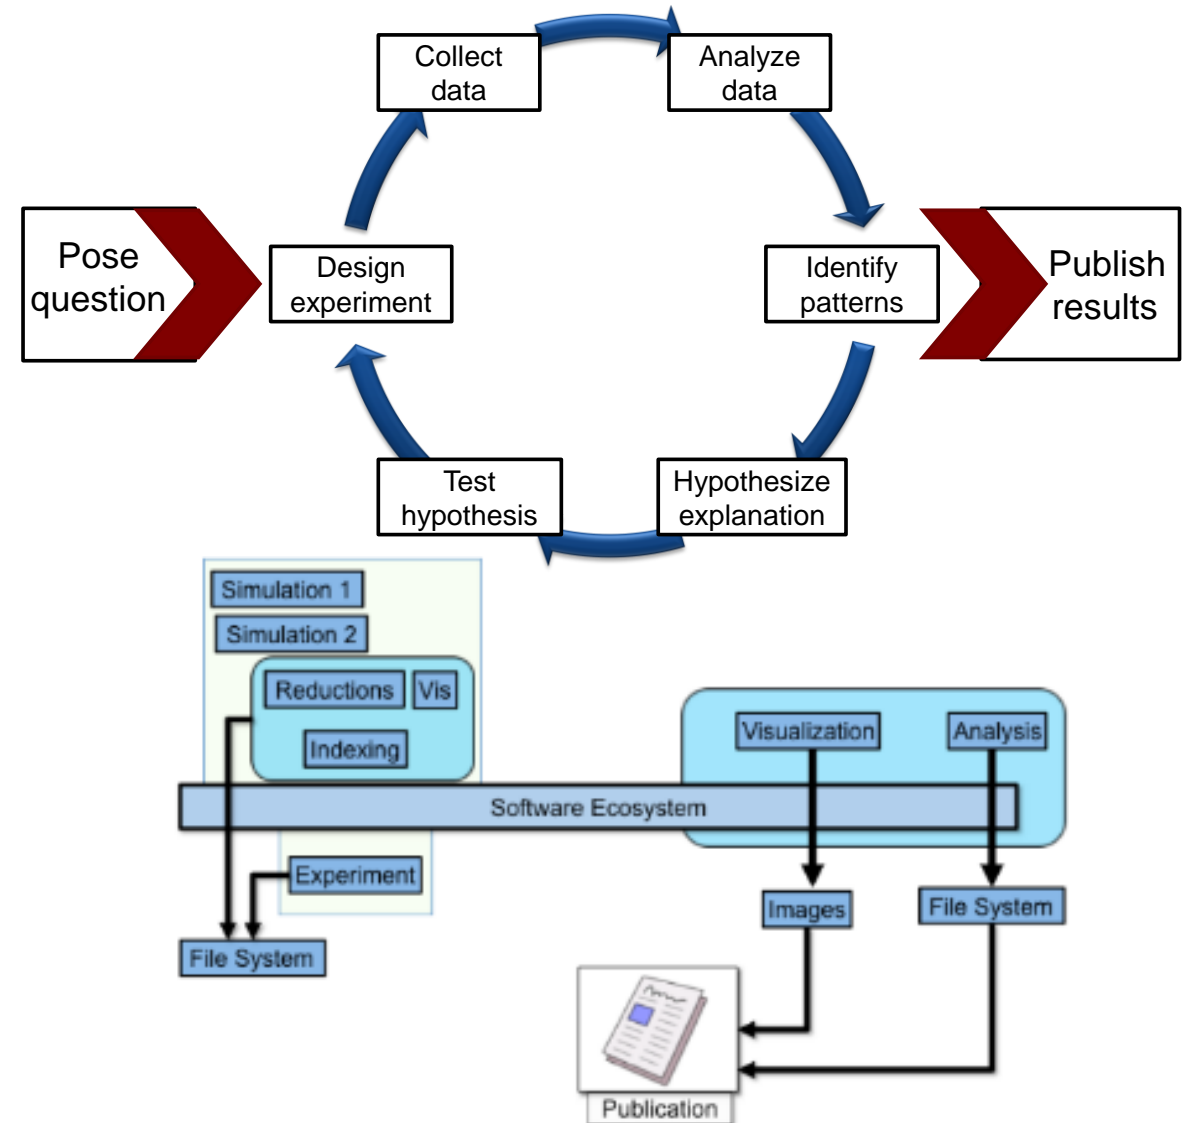 Collect
data
Analyze
data
Pose
question
Design
experiment
Identify
patterns
Publish
results
Test
hypothesis
Hypothesize
explanation
Simulation 1
Simulation 2
Reductions
Vis
Indexing
Visualization
Analysis
Software Ecosystem
Experiment
Images
File System
File System
Publication